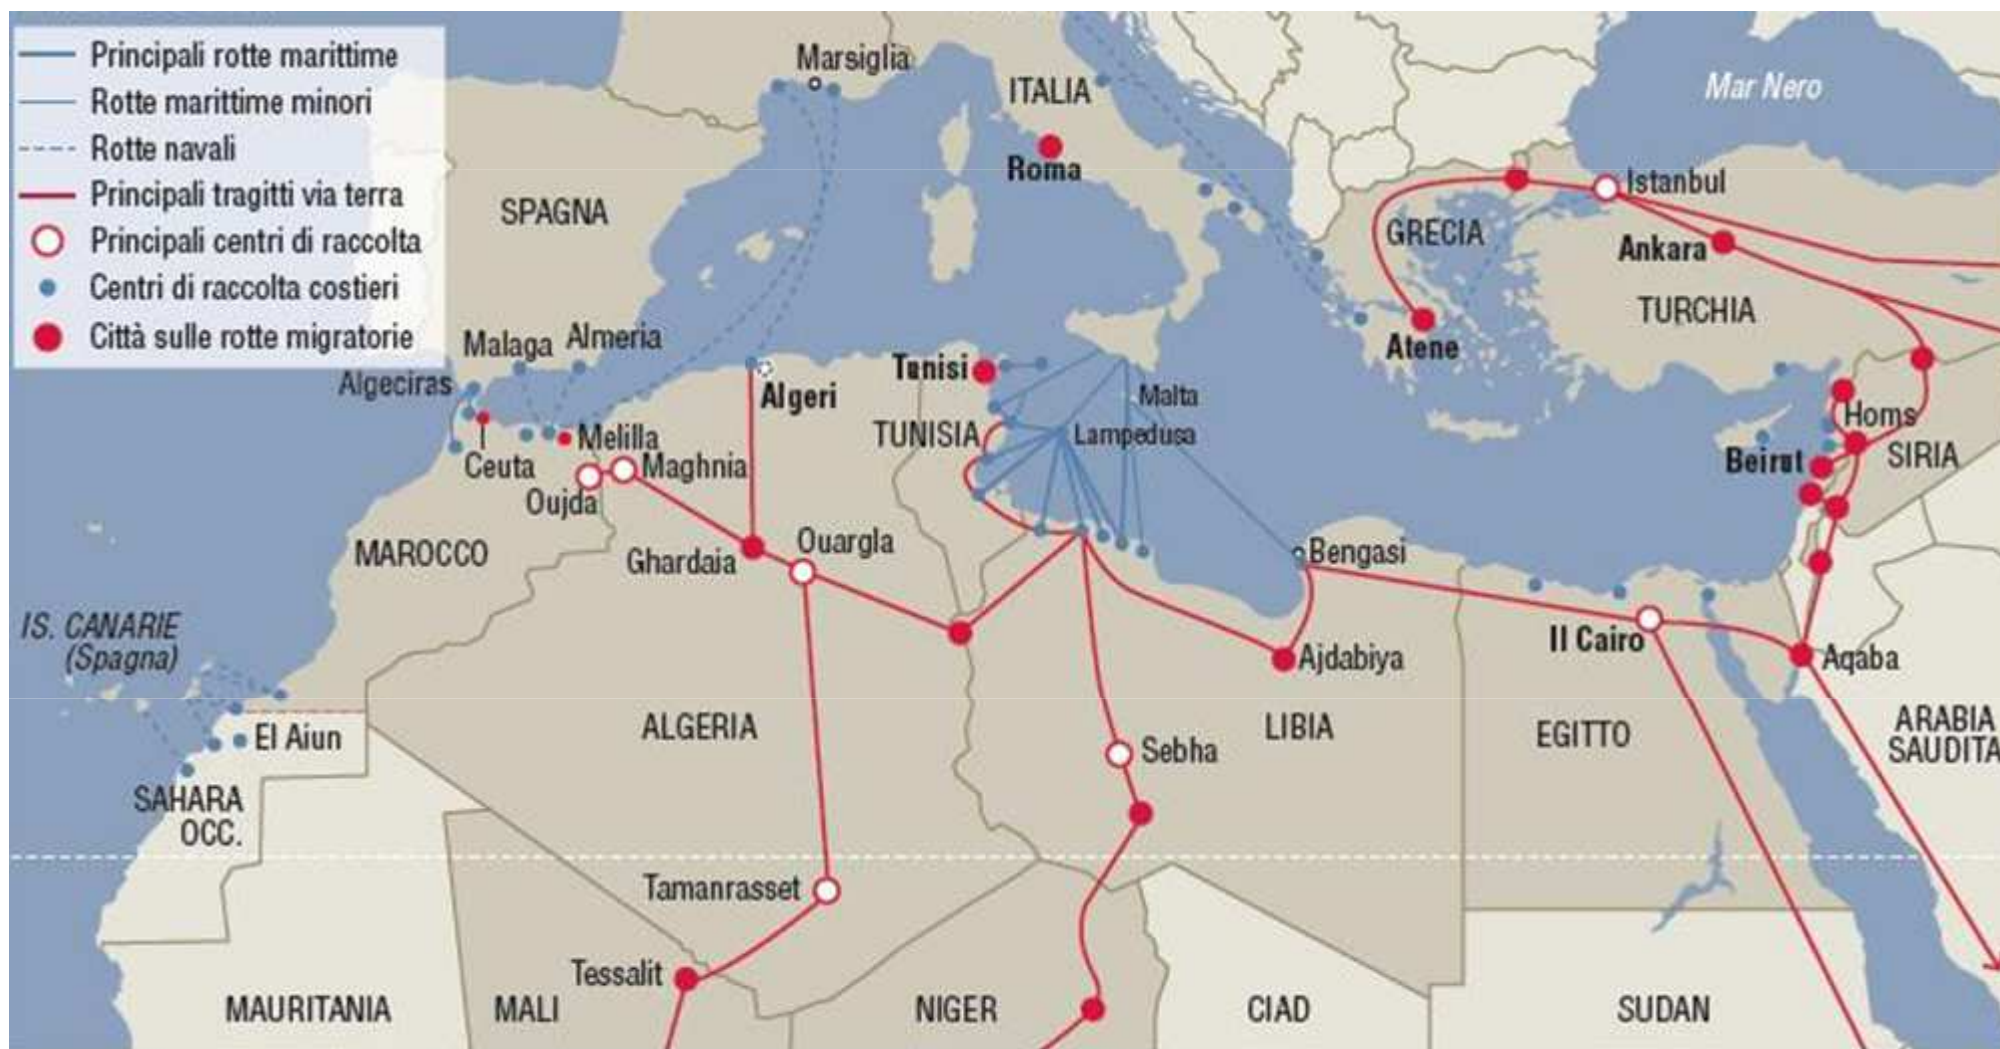 Principali rotte marittime
Rotte marittime minori
Rotte navali
Principali tragitti via terra
Principali centri di raccolta
Centri di raccolta costieri
Città sulle rotte migratorie
Marsiglia
ITALIA
Mar Nero
Roma
SPAGNA
Istanbul
GRECIA
Ankara
TURCHIA
Malaga
Almeria
Atene
Algeciras
Tunisi
Algeri
Malta
Homs
TUNISIA
Lampedusa
Melilla
Ceuta
Maghnia
Beirut
SIRIA
Oujda
MAROCCO
Ghardaia
Ouargla
Bengasi
IS. CANARIE
(Spagna)
Il Cairo
Ajdabiya
Aqaba
El Aiun
ALGERIA
Sebha
LIBIA
EGITTO
ARABIA
SAUDITA
SAHARA
OCC.
Tamanrasset
Tessalit
MAURITANIA
MALI
NIGER
CIAD
SUDAN